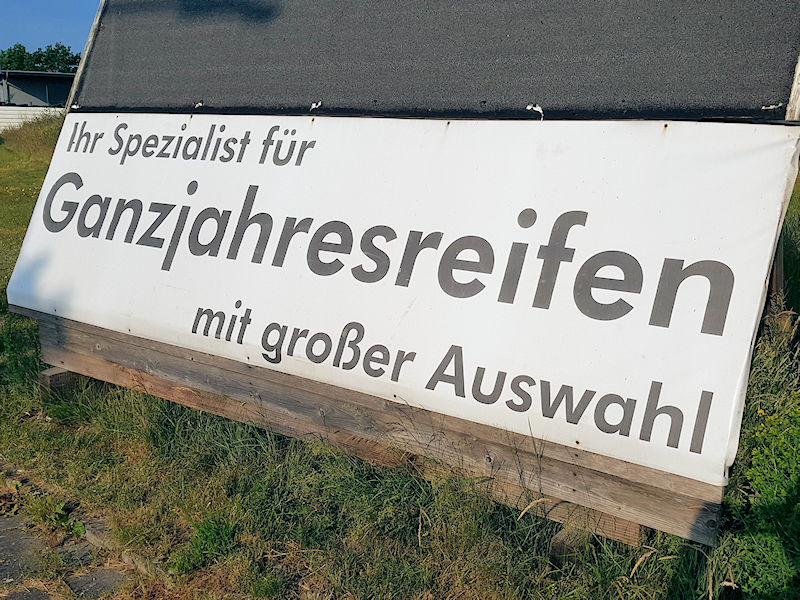 Ihr Spezialist für
Ganzjahresreifen
mit großer Auswahl